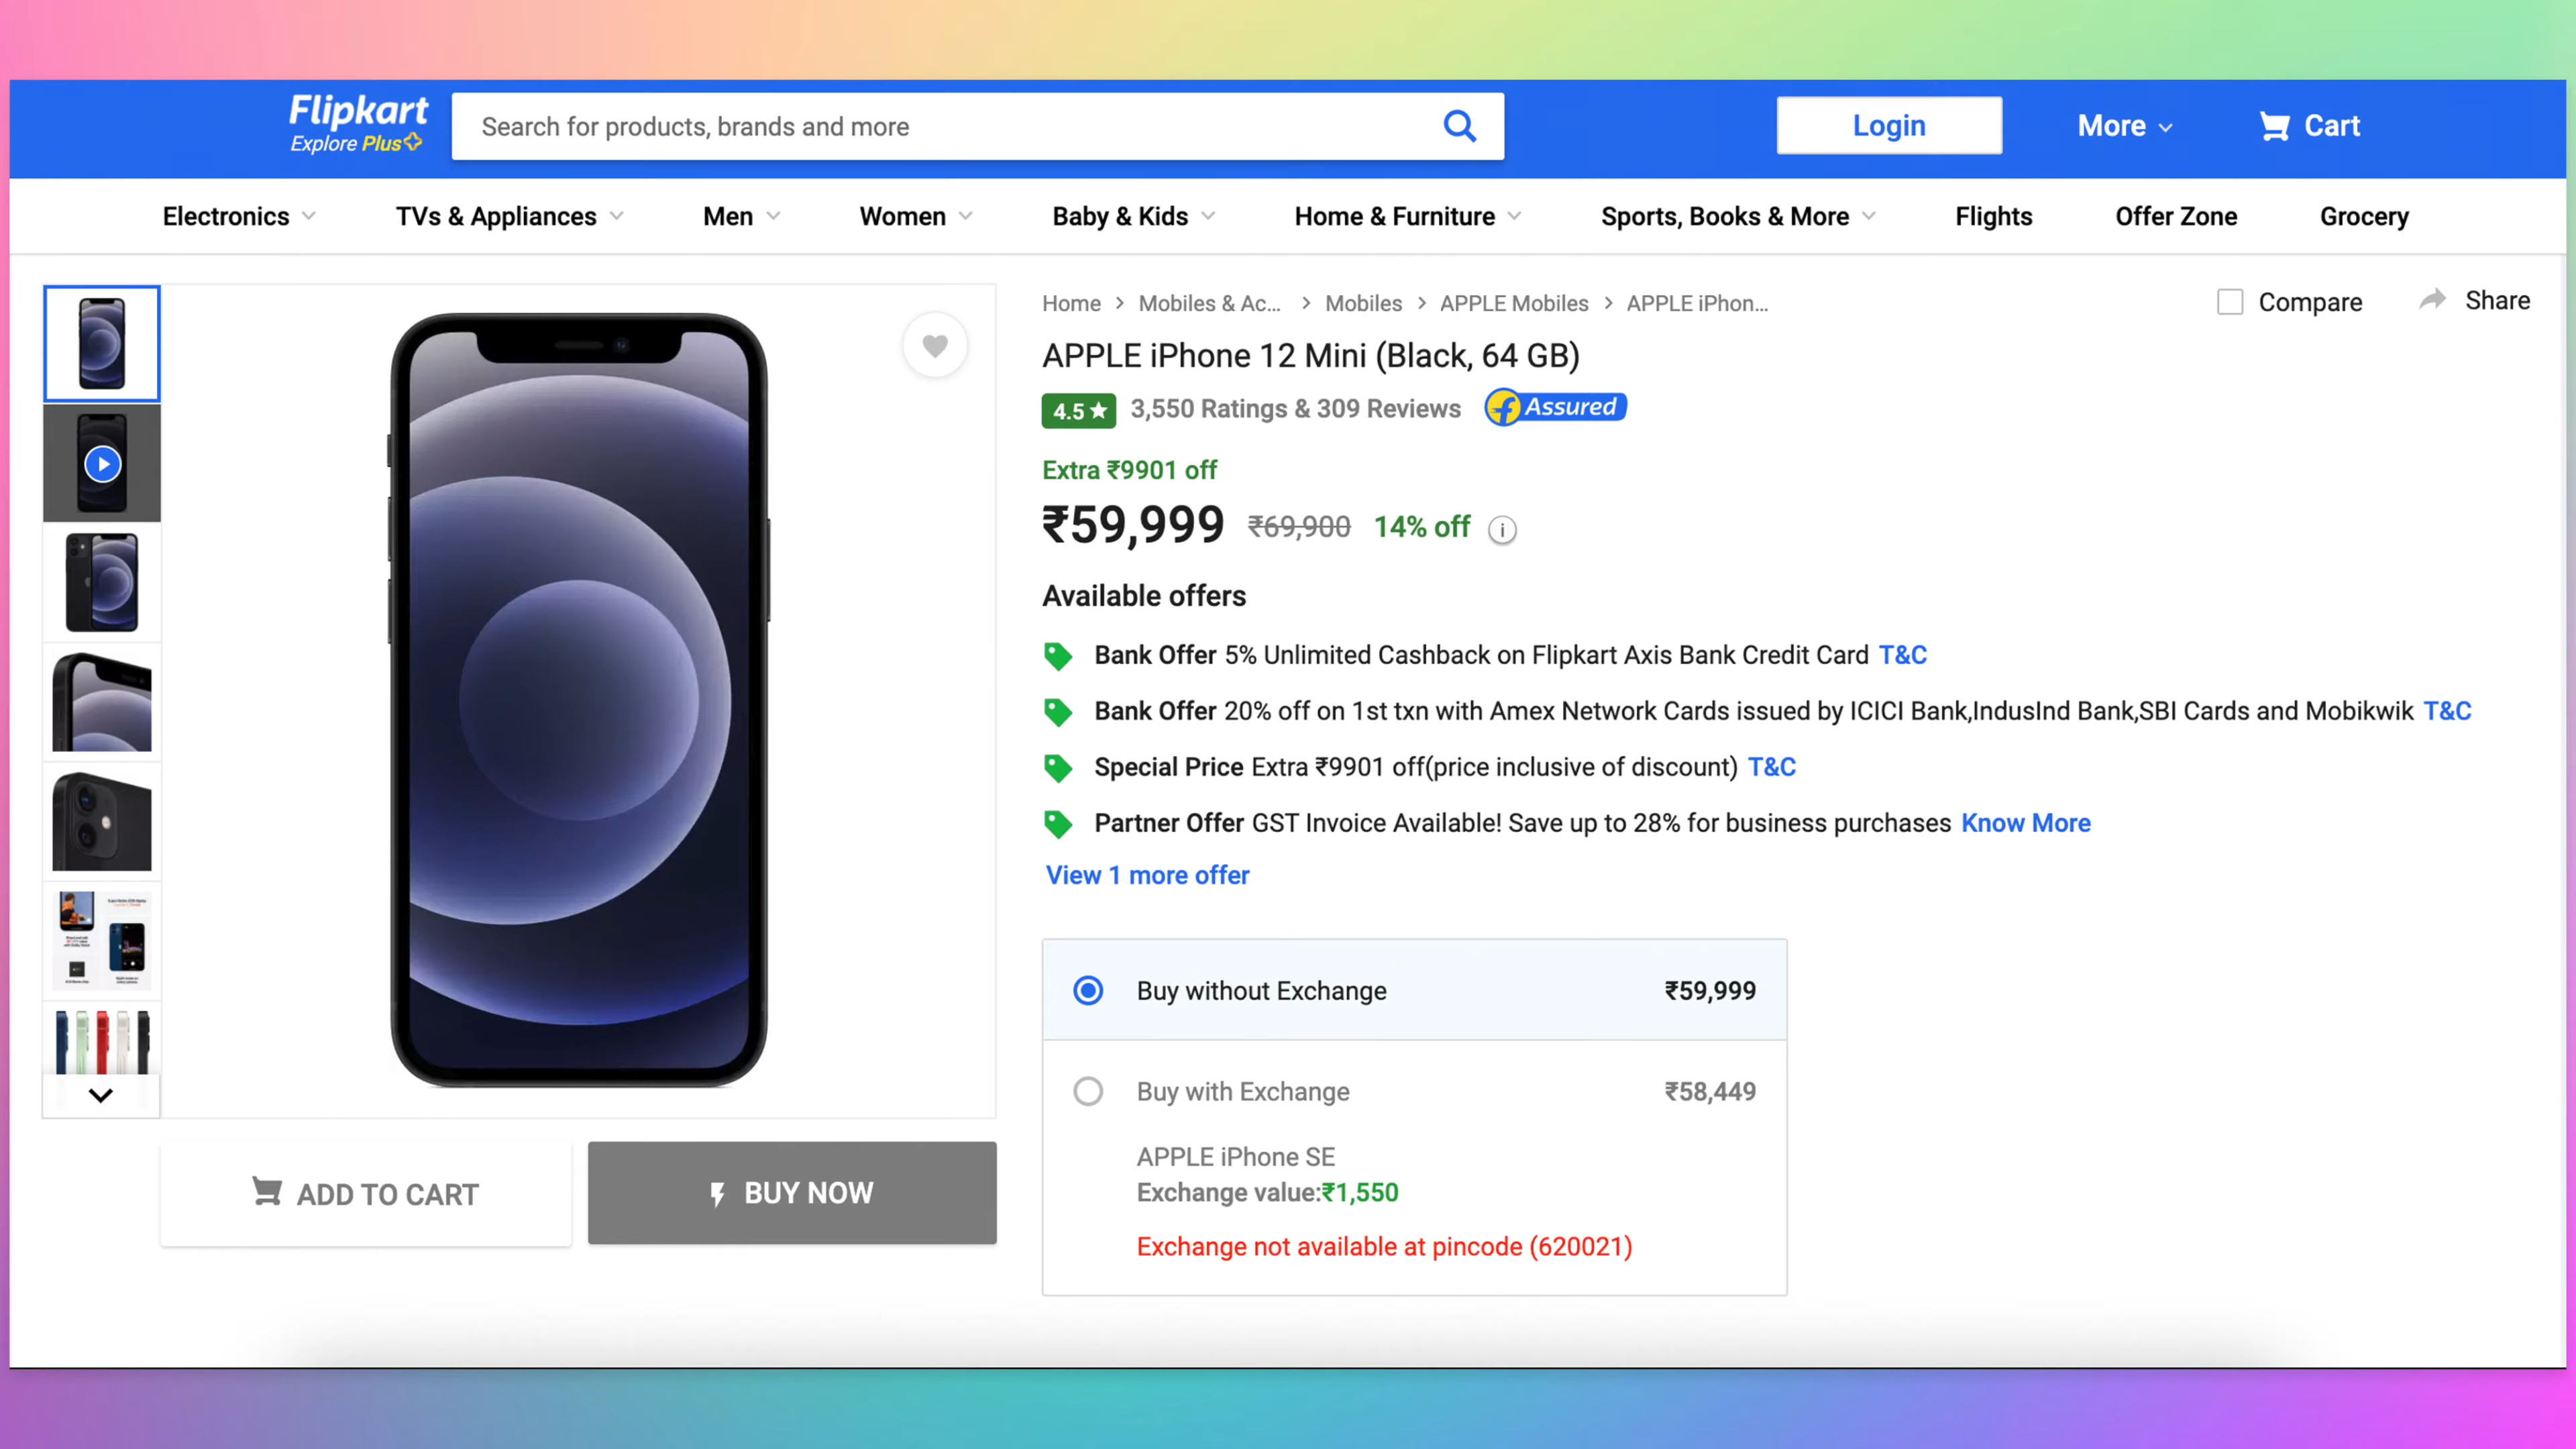 Flipkart
Explore Plus
Search for products, brands and more
Login
More
Cart
Electronics
TVs & Appliances
Men
Women
Baby & Kids
Home & Furniture
Sports, Books & More
Flights
Offer Zone
Grocery
Home > Mobiles & Ac... > Mobiles > APPLE Mobiles > APPLE iPhon...
Compare
Share
APPLE iPhone 12 Mini (Black, 64 GB)
4.5★ 3,550 Ratings & 309 Reviews Assured
Extra ₹9901 off
₹59,999 ₹69,900 14% off i
Available offers
Bank Offer 5% Unlimited Cashback on Flipkart Axis Bank Credit Card T&C
Bank Offer 20% off on 1st txn with Amex Network Cards issued by ICICI Bank,IndusInd Bank,SBI Cards and Mobikwik T&C
Special Price Extra ₹9901 off(price inclusive of discount) T&C
Partner Offer GST Invoice Available! Save up to 28% for business purchases Know More
View 1 more offer
Buy without Exchange ₹59,999
Buy with Exchange ₹58,449
APPLE iPhone SE
Exchange value:₹1,550
Exchange not available at pincode (620021)
ADD TO CART
BUY NOW